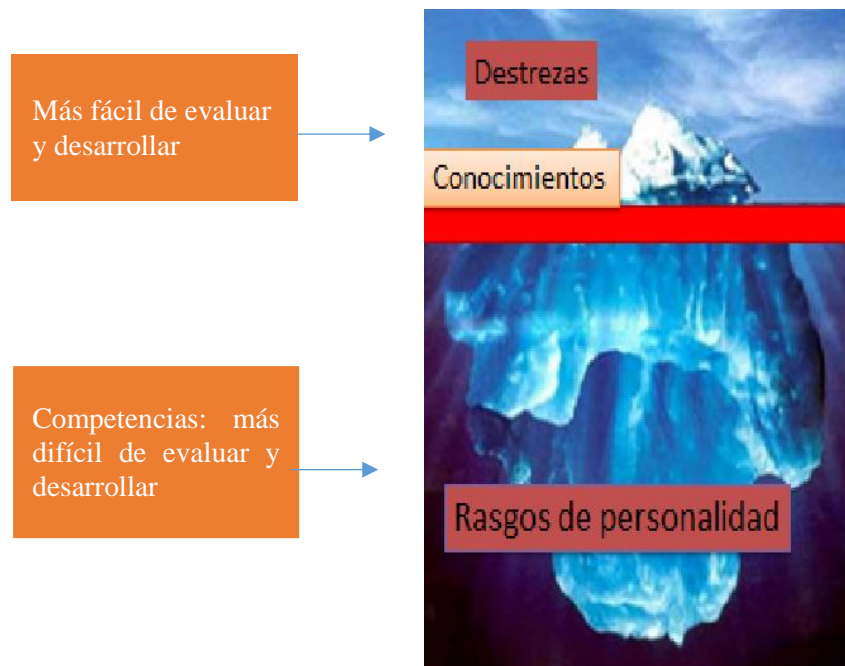 Destrezas
Más fácil de evaluar
y desarrollar
Conocimientos
Competencias: más
difícil de evaluar y
desarrollar
Rasgos de personalidad